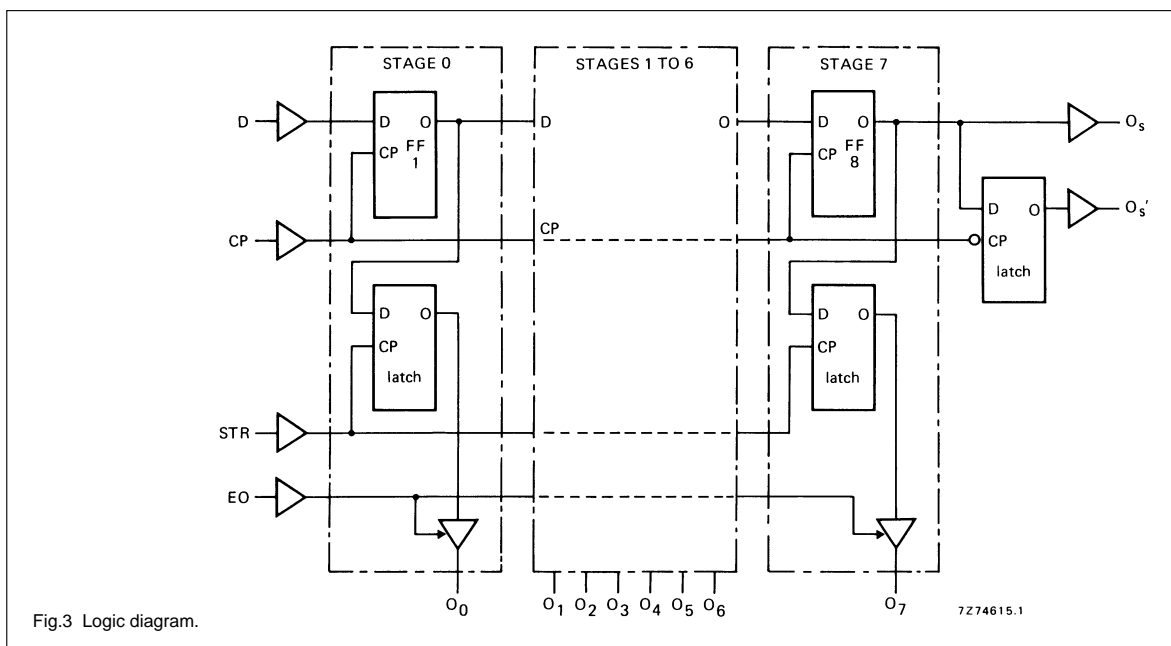 STAGE 0
STAGES 1 TO 6
STAGE 7
D
D O
FF
1
CP
D
O
D O
FF
8
CP
Os
D O
CP
latch
Os'
CP
CP
D O
CP
latch
D O
CP
latch
STR
EO
O0
O1 O2 O3 O4 O5 O6
O7
7Z74615.1
Fig.3 Logic diagram.